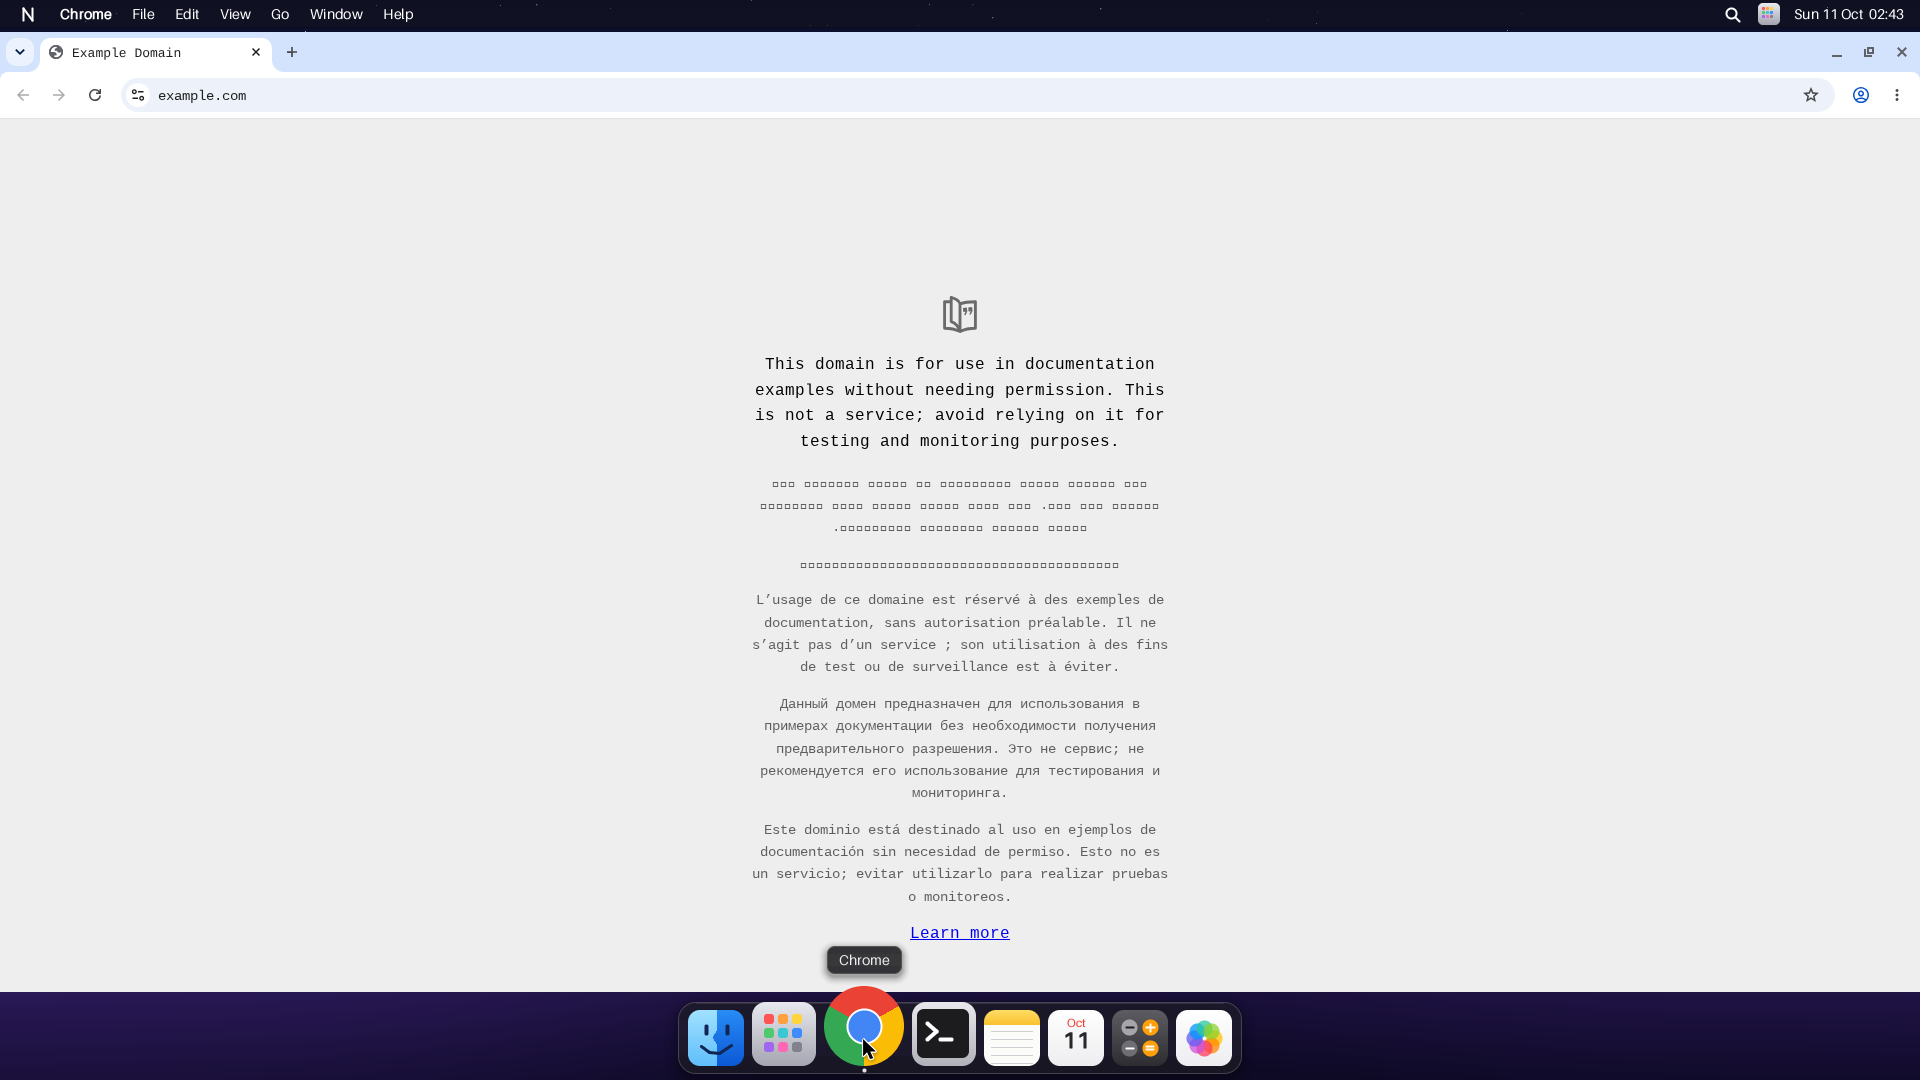 Chrome File Edit View Go Window Help
Sun 11 Oct 02:43
Example Domain
example.com
This domain is for use in documentation
examples without needing permission. This
is not a service; avoid relying on it for
testing and monitoring purposes.
L’usage de ce domaine est réservé à des exemples de
documentation, sans autorisation préalable. Il ne
s’agit pas d’un service ; son utilisation à des fins
de test ou de surveillance est à éviter.
Данный домен предназначен для использования в
примерах документации без необходимости получения
предварительного разрешения. Это не сервис; не
рекомендуется его использование для тестирования и
мониторинга.
Este dominio está destinado al uso en ejemplos de
documentación sin necesidad de permiso. Esto no es
un servicio; evitar utilizarlo para realizar pruebas
o monitoreos.
Learn more
Chrome
Oct
11